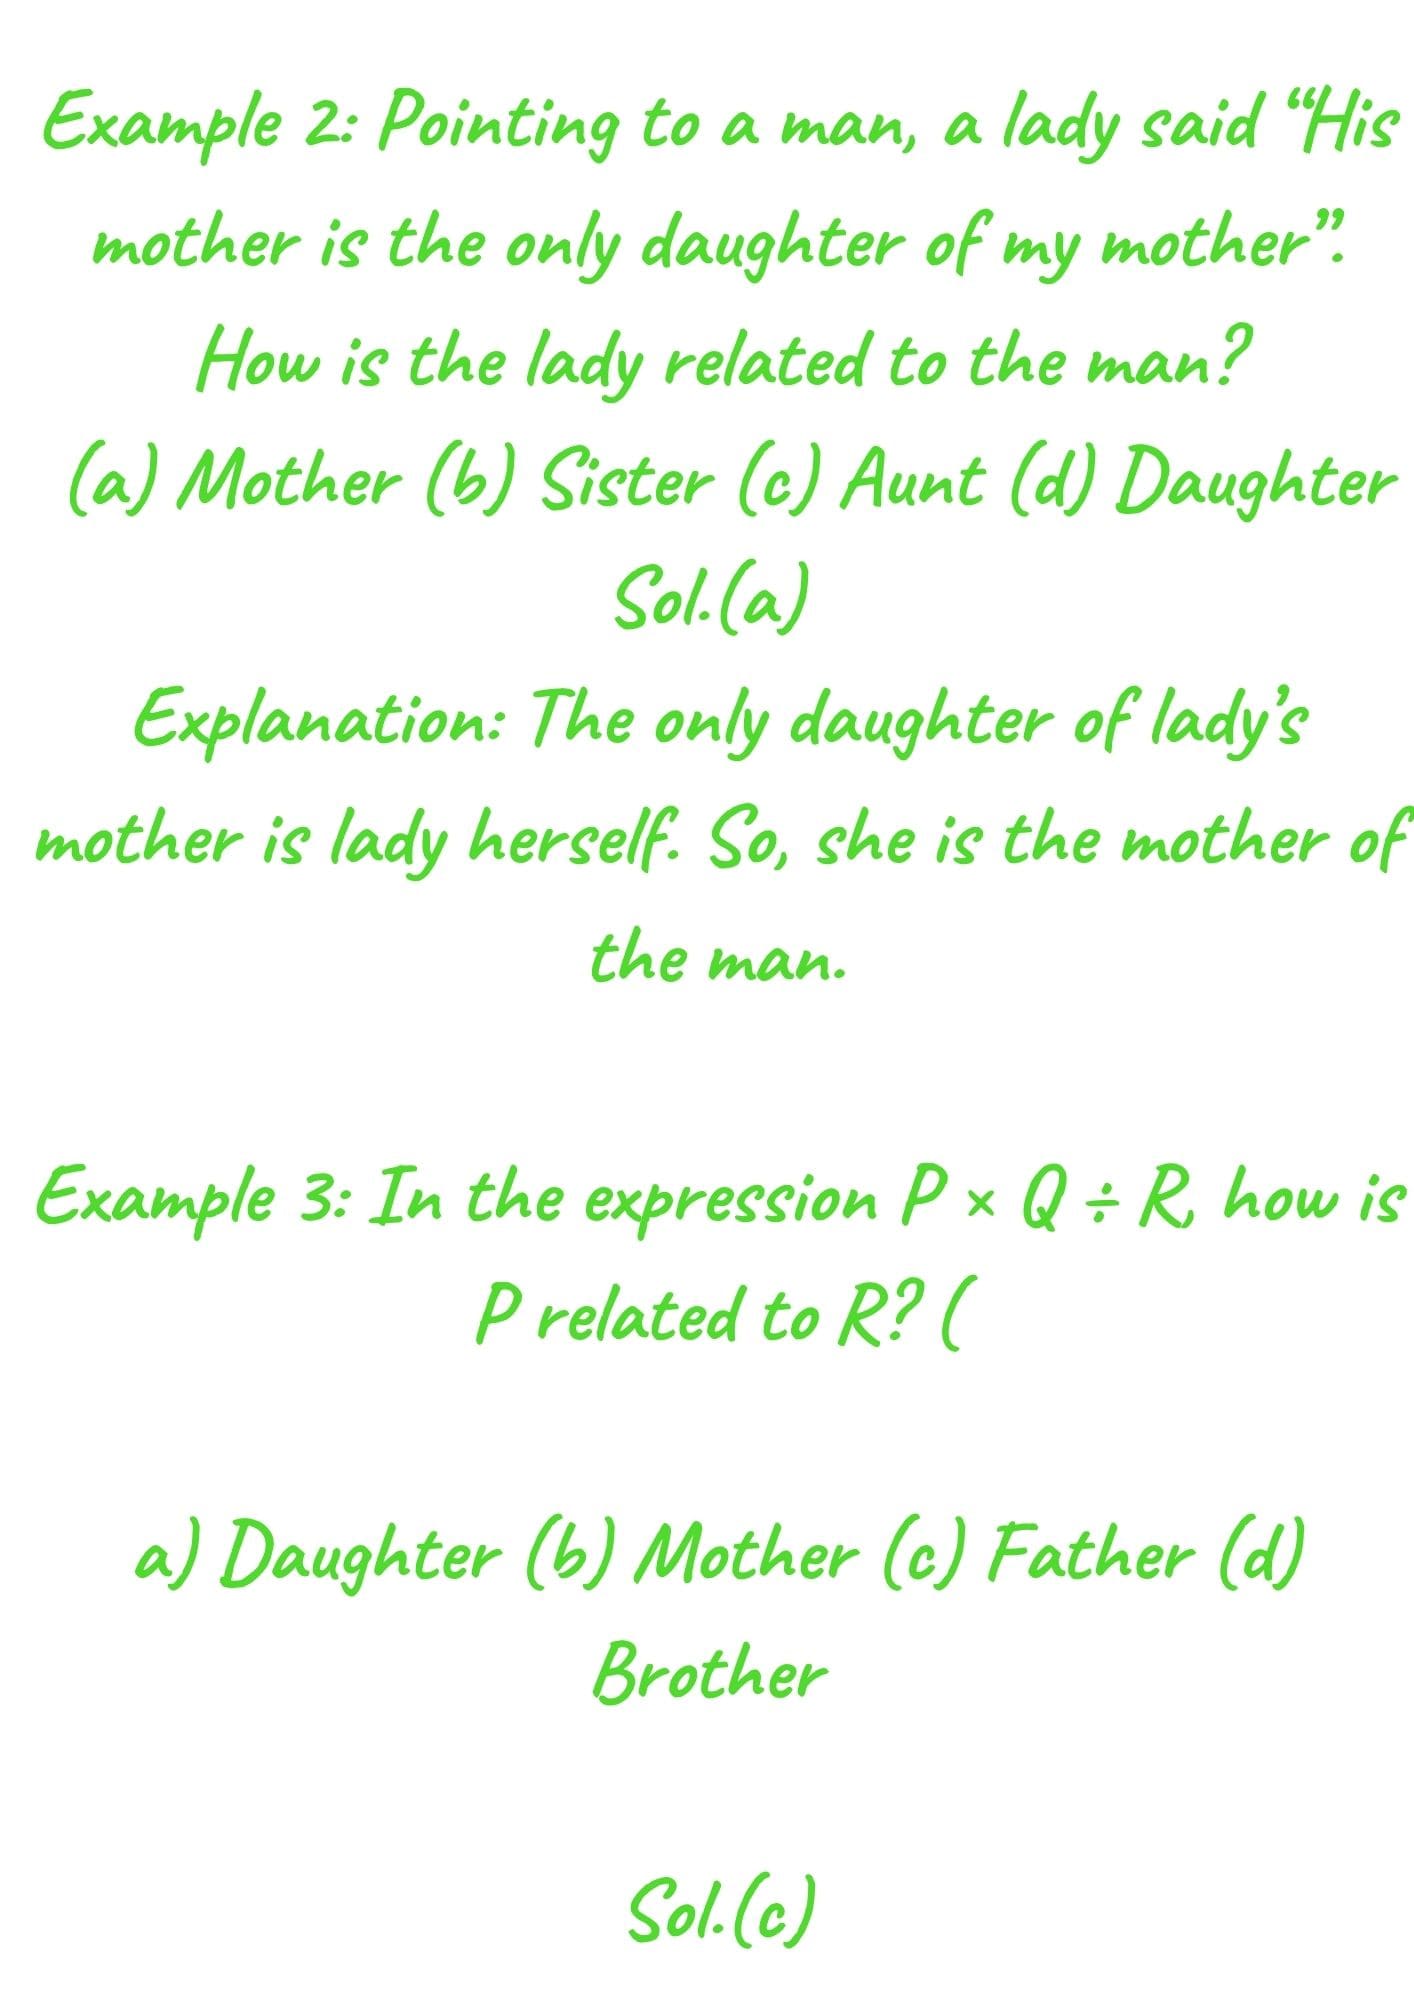 Example 2: Pointing to a man, a lady said “His
mother is the only daughter of my mother”.
How is the lady related to the man?
(a) Mother (b) Sister (c) Aunt (d) Daughter
Sol.(a)
Explanation: The only daughter of lady’s
mother is lady herself. So, she is the mother of
the man.
Example 3: In the expression P × Q ÷ R, how is
P related to R? (
a) Daughter (b) Mother (c) Father (d)
Brother
Sol.(c)